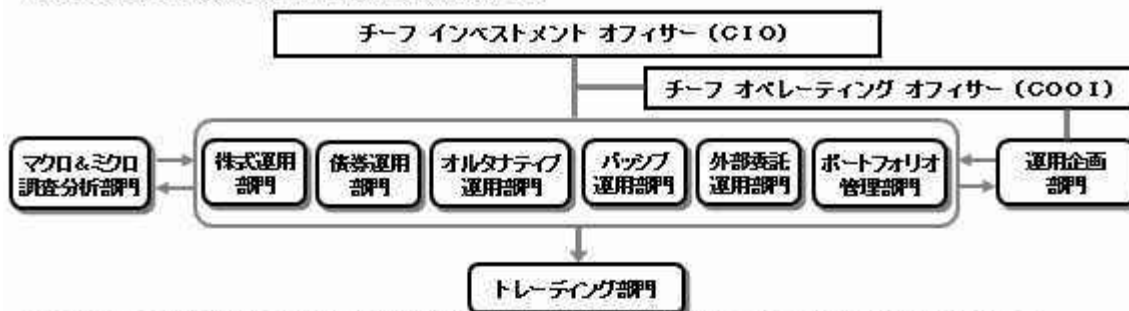 チーフ インベストメント オフィサー（CIO）
チーフ オペレーティング オフィサー（COOI）
マクロ＆ミクロ
調査分析部門
株式運用
部門
債券運用
部門
オルタナティブ
運用部門
パッシブ
運用部門
外部委託
運用部門
ポートフォリオ
管理部門
運用企画
部門
トレーディング部門